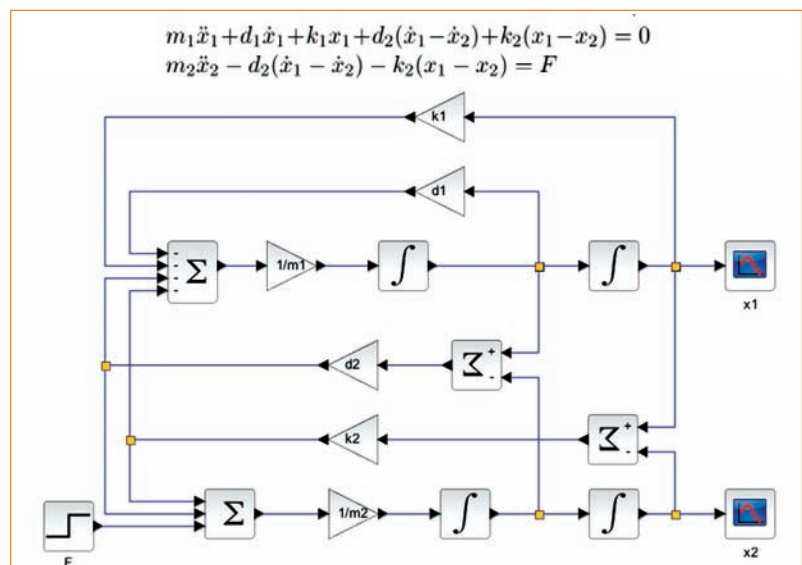 m₁ẍ₁+d₁ẋ₁+k₁x₁+d₂(ẋ₁−ẋ₂)+k₂(x₁−x₂) = 0
m₂ẍ₂ − d₂(ẋ₁ − ẋ₂) − k₂(x₁ − x₂) = F
k1
d1
-
-
-
-
Σ
1/m1
∫
∫
x1
d2
Σ
+
-
k2
Σ
+
-
Σ
1/m2
∫
∫
F
x2